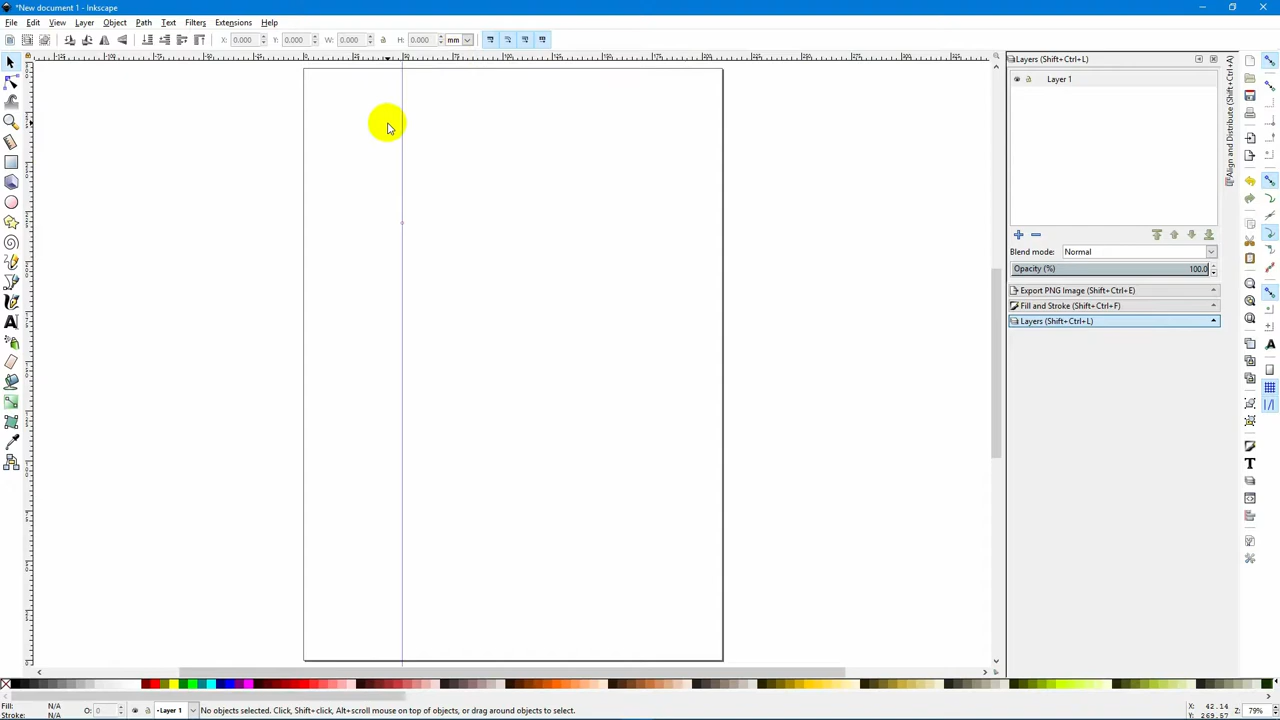 *New document 1 - Inkscape
File Edit View Layer Object Path Text Filters Extensions Help
X: 0.000 Y: 0.000 W: 0.000 H: 0.000 mm
Layers (Shift+Ctrl+L)
Layer 1
Align and Distribute (Shift+Ctrl+A)
Blend mode: Normal
Opacity (%) 100.0
Export PNG Image (Shift+Ctrl+E)
Fill and Stroke (Shift+Ctrl+F)
Layers (Shift+Ctrl+L)
Fill: N/A
Stroke: N/A
O: 0
Layer 1
No objects selected. Click, Shift+click, Alt+scroll mouse on top of objects, or drag around objects to select.
X: 42.14
Y: 269.57
Z: 79%